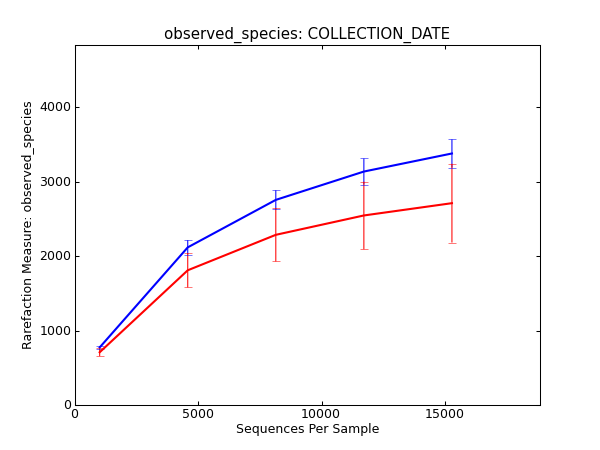 observed_species: COLLECTION_DATE
Rarefaction Measure: observed_species
4000
3000
2000
1000
0
0 5000 10000 15000
Sequences Per Sample